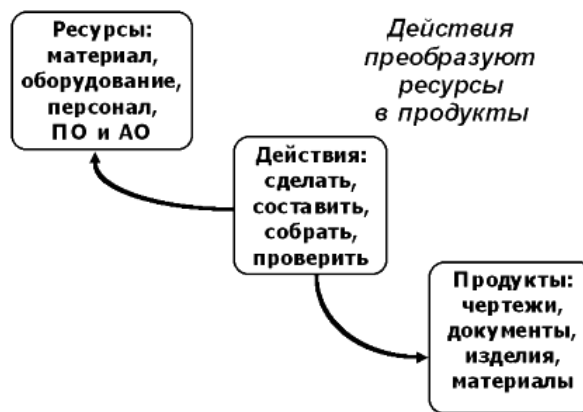 Ресурсы:
материал,
оборудование,
персонал,
ПО и АО
Действия
преобразуют
ресурсы
в продукты
Действия:
сделать,
составить,
собрать,
проверить
Продукты:
чертежи,
документы,
изделия,
материалы